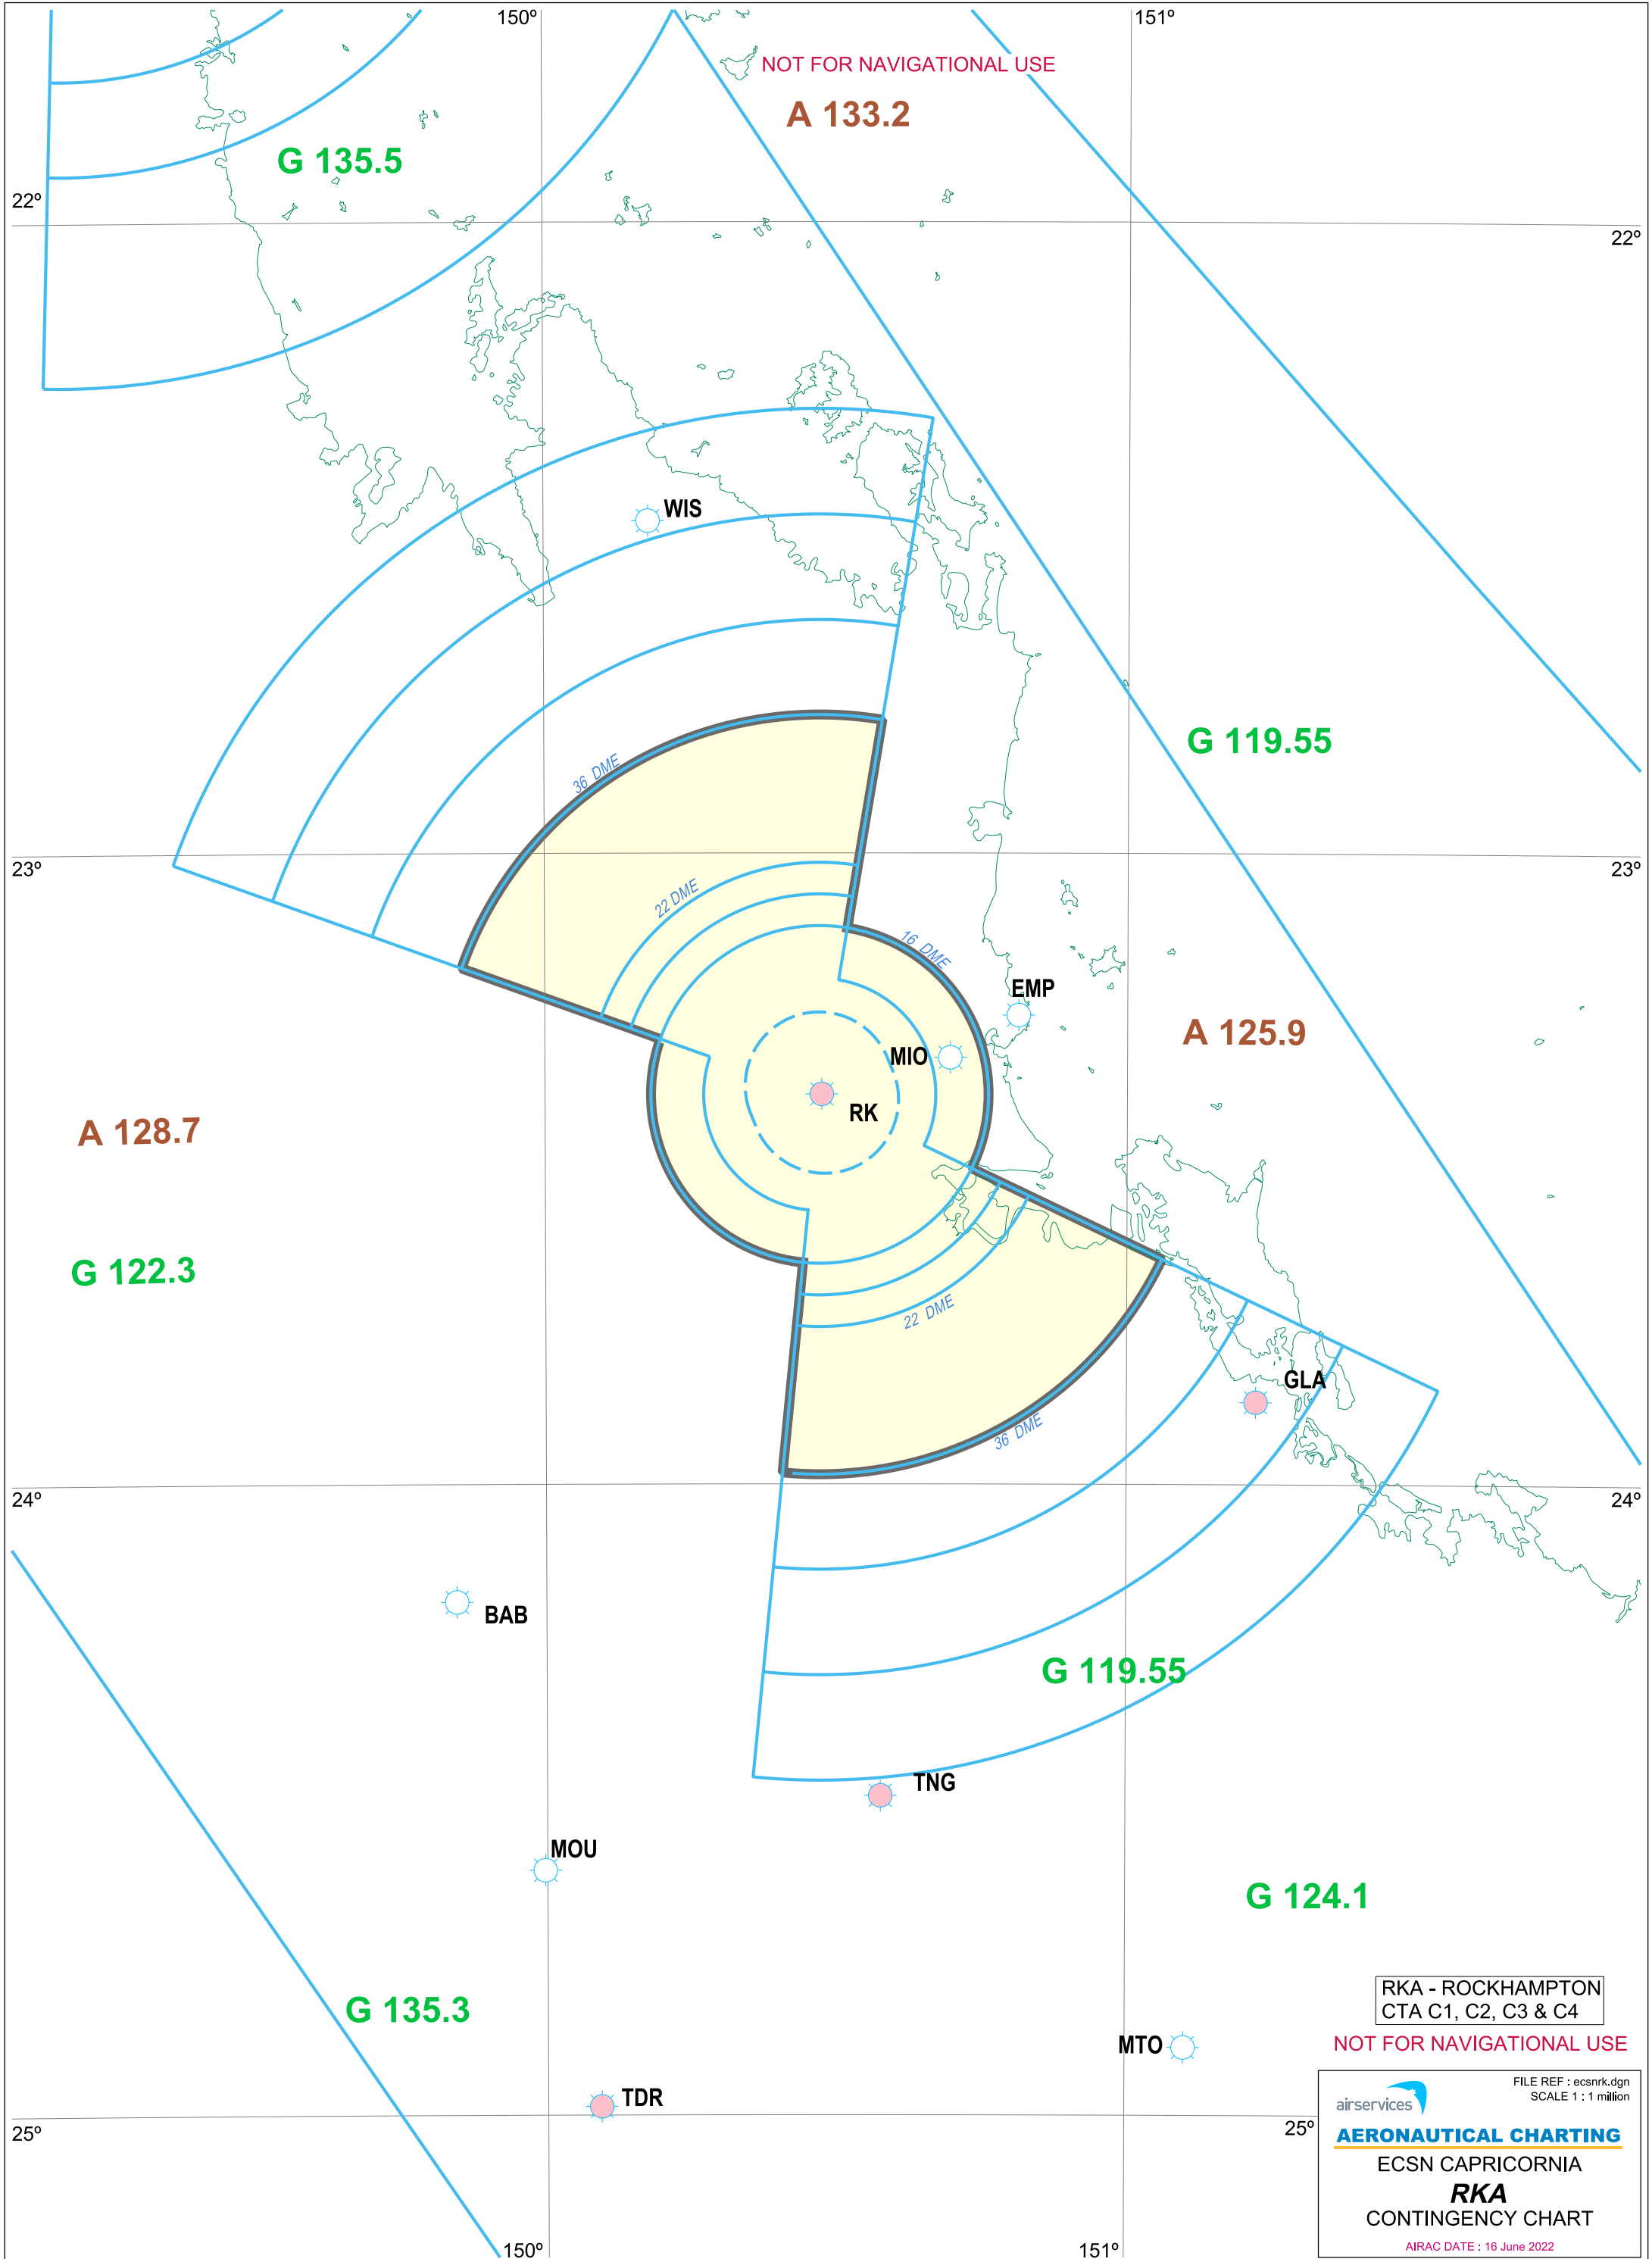 150º
151º
NOT FOR NAVIGATIONAL USE
A 133.2
G 135.5
22º
22º
WIS
G 119.55
36 DME
23º
23º
22 DME
16 DME
EMP
A 125.9
MIO
RK
A 128.7
G 122.3
22 DME
GLA
36 DME
24º
24º
BAB
G 119.55
TNG
MOU
G 124.1
RKA - ROCKHAMPTON
CTA C1, C2, C3 & C4
G 135.3
NOT FOR NAVIGATIONAL USE
MTO
TDR
25º
25º
FILE REF : ecsnrk.dgn
SCALE 1 : 1 million
airservices
AERONAUTICAL CHARTING
ECSN CAPRICORNIA
RKA
CONTINGENCY CHART
AIRAC DATE : 16 June 2022
150º
151º